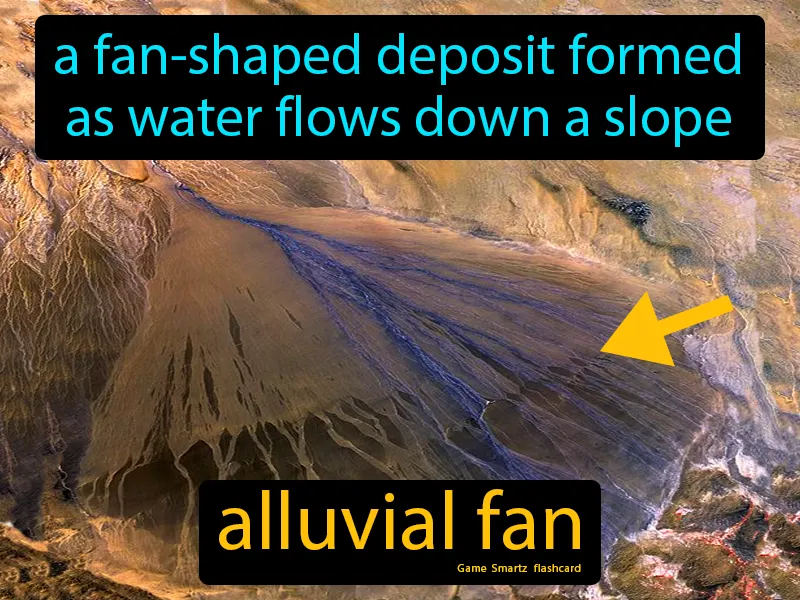 a fan-shaped deposit formed
as water flows down a slope
alluvial fan
Game Smartz flashcard